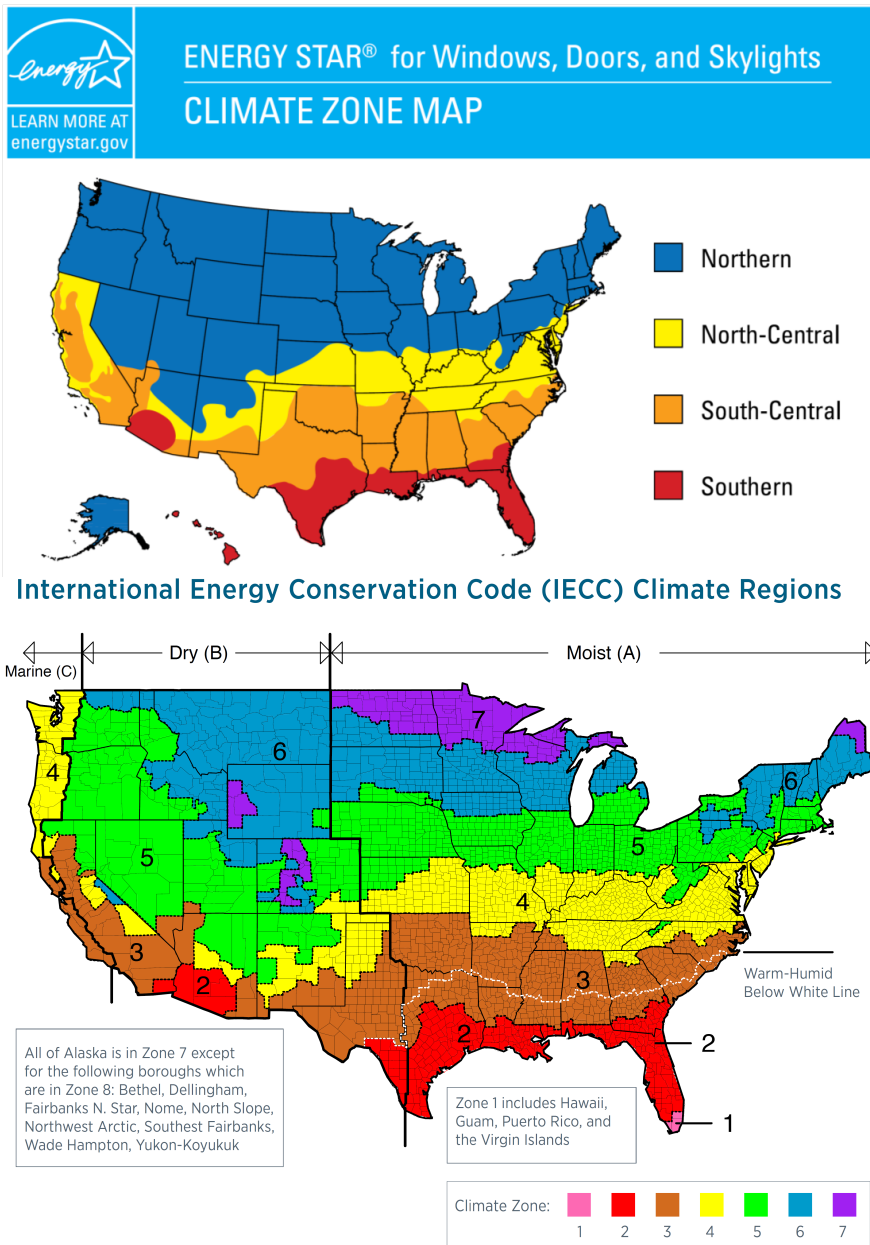 energy
LEARN MORE AT
energystar.gov
ENERGY STAR® for Windows, Doors, and Skylights
CLIMATE ZONE MAP
Northern
North-Central
South-Central
Southern
International Energy Conservation Code (IECC) Climate Regions
Marine (C)
Dry (B)
Moist (A)
7
6
6
4
5
5
4
3
3
2
2
Warm-Humid
Below White Line
2
1
All of Alaska is in Zone 7 except
for the following boroughs which
are in Zone 8: Bethel, Dellingham,
Fairbanks N. Star, Nome, North Slope,
Northwest Arctic, Southest Fairbanks,
Wade Hampton, Yukon-Koyukuk
Zone 1 includes Hawaii,
Guam, Puerto Rico, and
the Virgin Islands
Climate Zone:
1 2 3 4 5 6 7